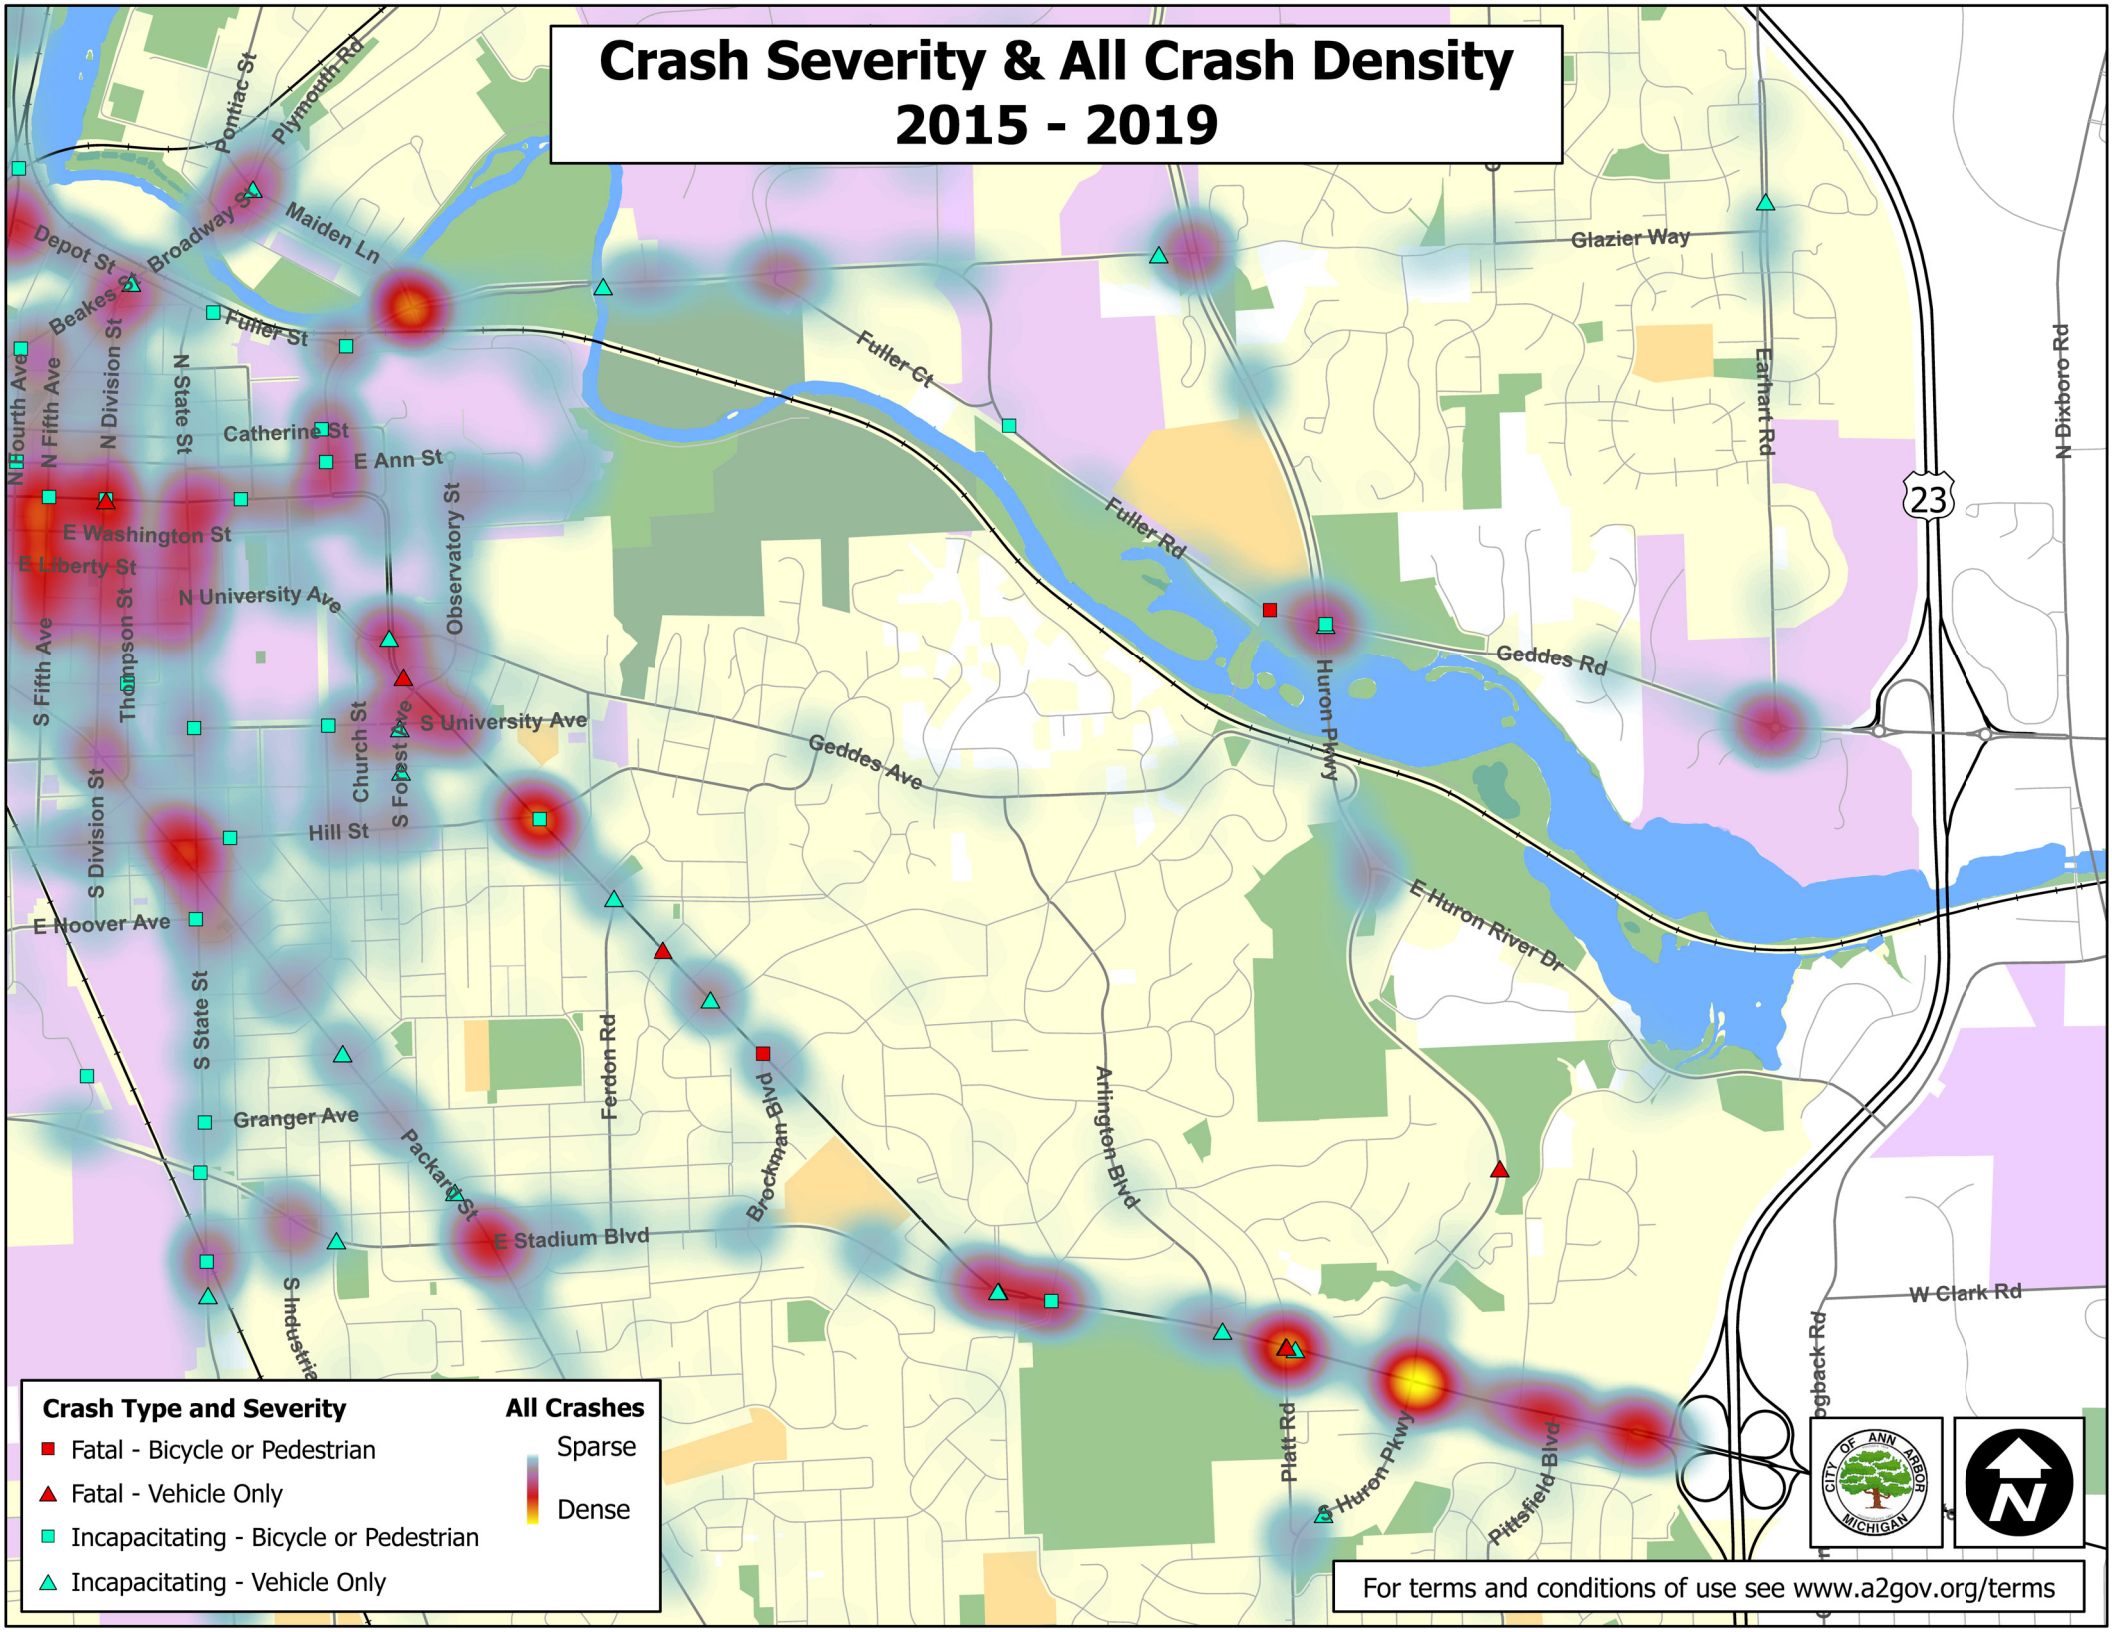 Crash Severity & All Crash Density
2015 - 2019
Pontiac St
Plymouth Rd
Broadway St
Maiden Ln
Depot St
Beakes St
Fuller St
Glazier Way
Fuller Ct
Earhart Rd
N Dixboro Rd
23
N Fourth Ave
N Fifth Ave
N Division St
N State St
Catherine St
E Ann St
Observatory St
E Washington St
E Liberty St
N University Ave
Fuller Rd
Geddes Rd
Huron Pkwy
S Fifth Ave
Thompson St
Church St
S Forest Ave
S University Ave
Geddes Ave
S Division St
Hill St
E Huron River Dr
E Hoover Ave
S State St
Ferdon Rd
Granger Ave
Packard St
Brockman Blvd
Arlington Blvd
E Stadium Blvd
S Industria
W Clark Rd
ogback Rd
Platt Rd
S Huron Pkwy
Pittsfield Blvd
Crash Type and Severity
Fatal - Bicycle or Pedestrian
Fatal - Vehicle Only
Incapacitating - Bicycle or Pedestrian
Incapacitating - Vehicle Only
All Crashes
Sparse
Dense
CITY OF ANN ARBOR
MICHIGAN
N
For terms and conditions of use see www.a2gov.org/terms